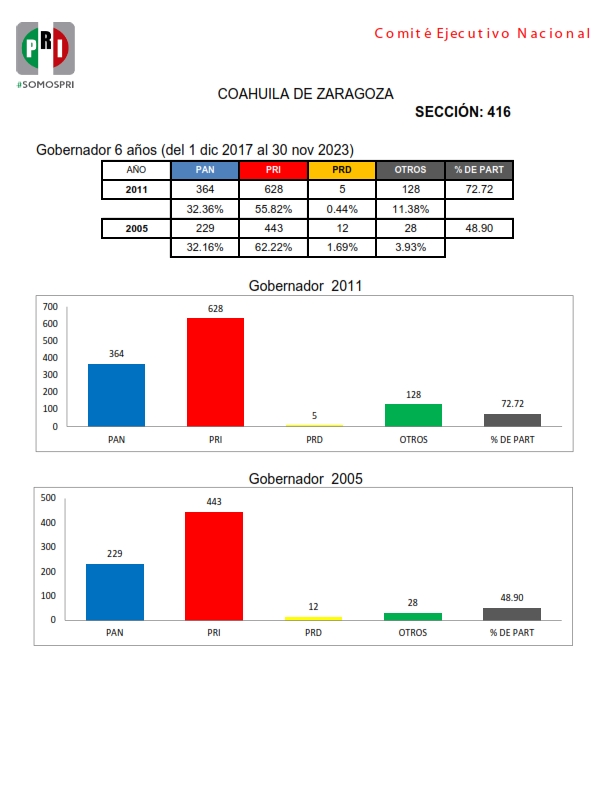 Comité Ejecutivo Nacional
PRI
#SOMOSPRI
COAHUILA DE ZARAGOZA
SECCIÓN: 416
Gobernador 6 años (del 1 dic 2017 al 30 nov 2023)
AÑO PAN PRI PRD OTROS % DE PART
2011 364 628 5 128 72.72
32.36% 55.82% 0.44% 11.38%
2005 229 443 12 28 48.90
32.16% 62.22% 1.69% 3.93%
Gobernador 2011
700
600
500
400
300
200
100
0
364
628
5
128
72.72
PAN PRI PRD OTROS % DE PART
Gobernador 2005
500
400
300
200
100
0
229
443
12
28
48.90
PAN PRI PRD OTROS % DE PART